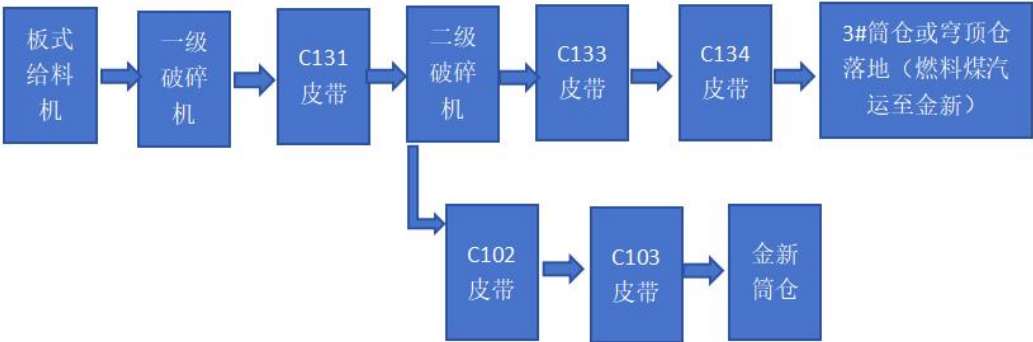 板式
给料
机
一级
破碎
机
C131
皮带
二级
破碎
机
C133
皮带
C134
皮带
3#筒仓或穹顶仓
落地（燃料煤汽
运至金新）
C102
皮带
C103
皮带
金新
筒仓